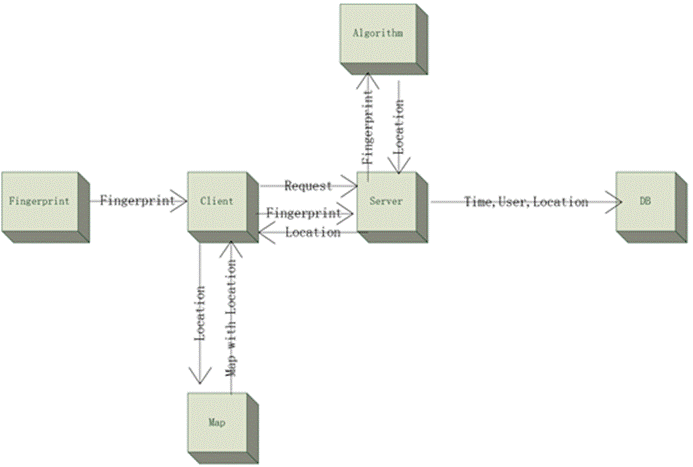 Algorithm
Fingerprint
Location
Fingerprint
Fingerprint
Client
Request
Fingerprint
Location
Server
Time,User,Location
DB
Location
Map with Location
Map